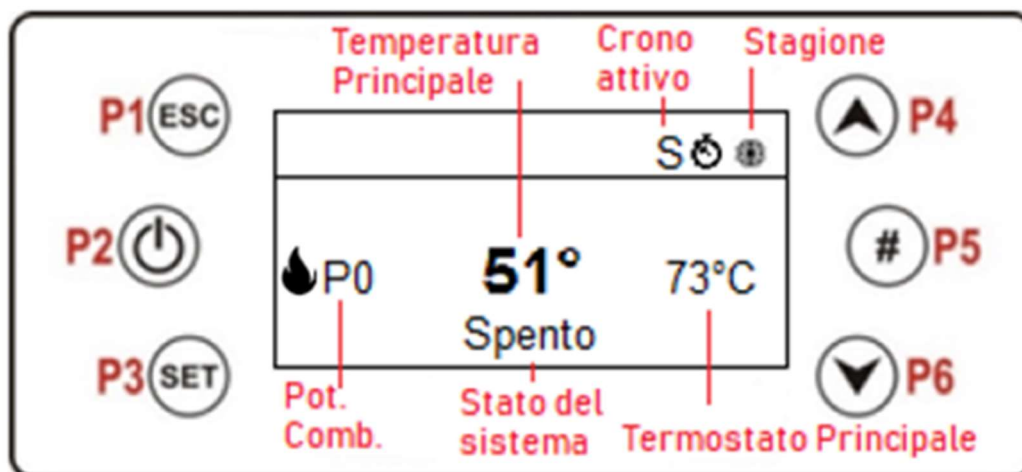 Temperatura
Principale
Crono
attivo
Stagione
P1 ESC
P4
S
P2
# P5
P0
51°
73°C
Spento
P3 SET
P6
Pot.
Comb.
Stato del
sistema
Termostato Principale